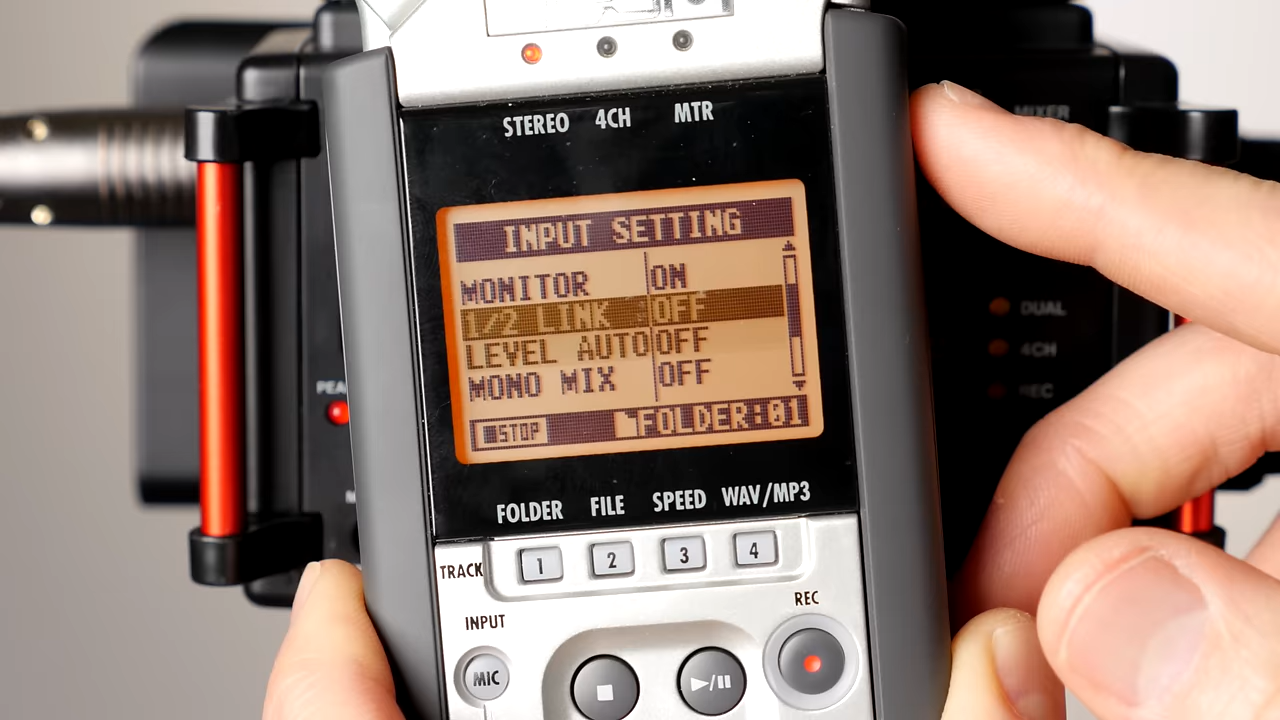 STEREO 4CH MTR
MIXER
INPUT SETTING
MONITOR ON
1/2 LINK OFF
LEVEL AUTO OFF
MONO MIX OFF
STOP FOLDER:01
DUAL
4CH
REC
FOLDER FILE SPEED WAV/MP3
TRACK 1 2 3 4
INPUT
REC
MIC